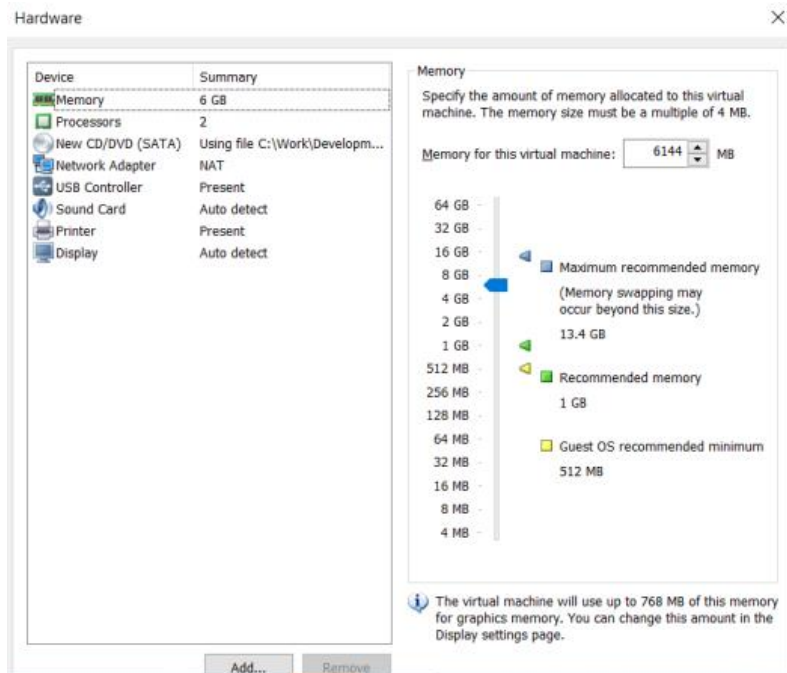 Hardware
Device Summary
Memory 6 GB
Processors 2
New CD/DVD (SATA) Using file C:\Work\Developm...
Network Adapter NAT
USB Controller Present
Sound Card Auto detect
Printer Present
Display Auto detect
Add...
Remove
Memory
Specify the amount of memory allocated to this virtual
machine. The memory size must be a multiple of 4 MB.
Memory for this virtual machine: 6144 MB
64 GB
32 GB
16 GB
8 GB
4 GB
2 GB
1 GB
512 MB
256 MB
128 MB
64 MB
32 MB
16 MB
8 MB
4 MB
Maximum recommended memory
(Memory swapping may
occur beyond this size.)
13.4 GB
Recommended memory
1 GB
Guest OS recommended minimum
512 MB
The virtual machine will use up to 768 MB of this memory
for graphics memory. You can change this amount in the
Display settings page.